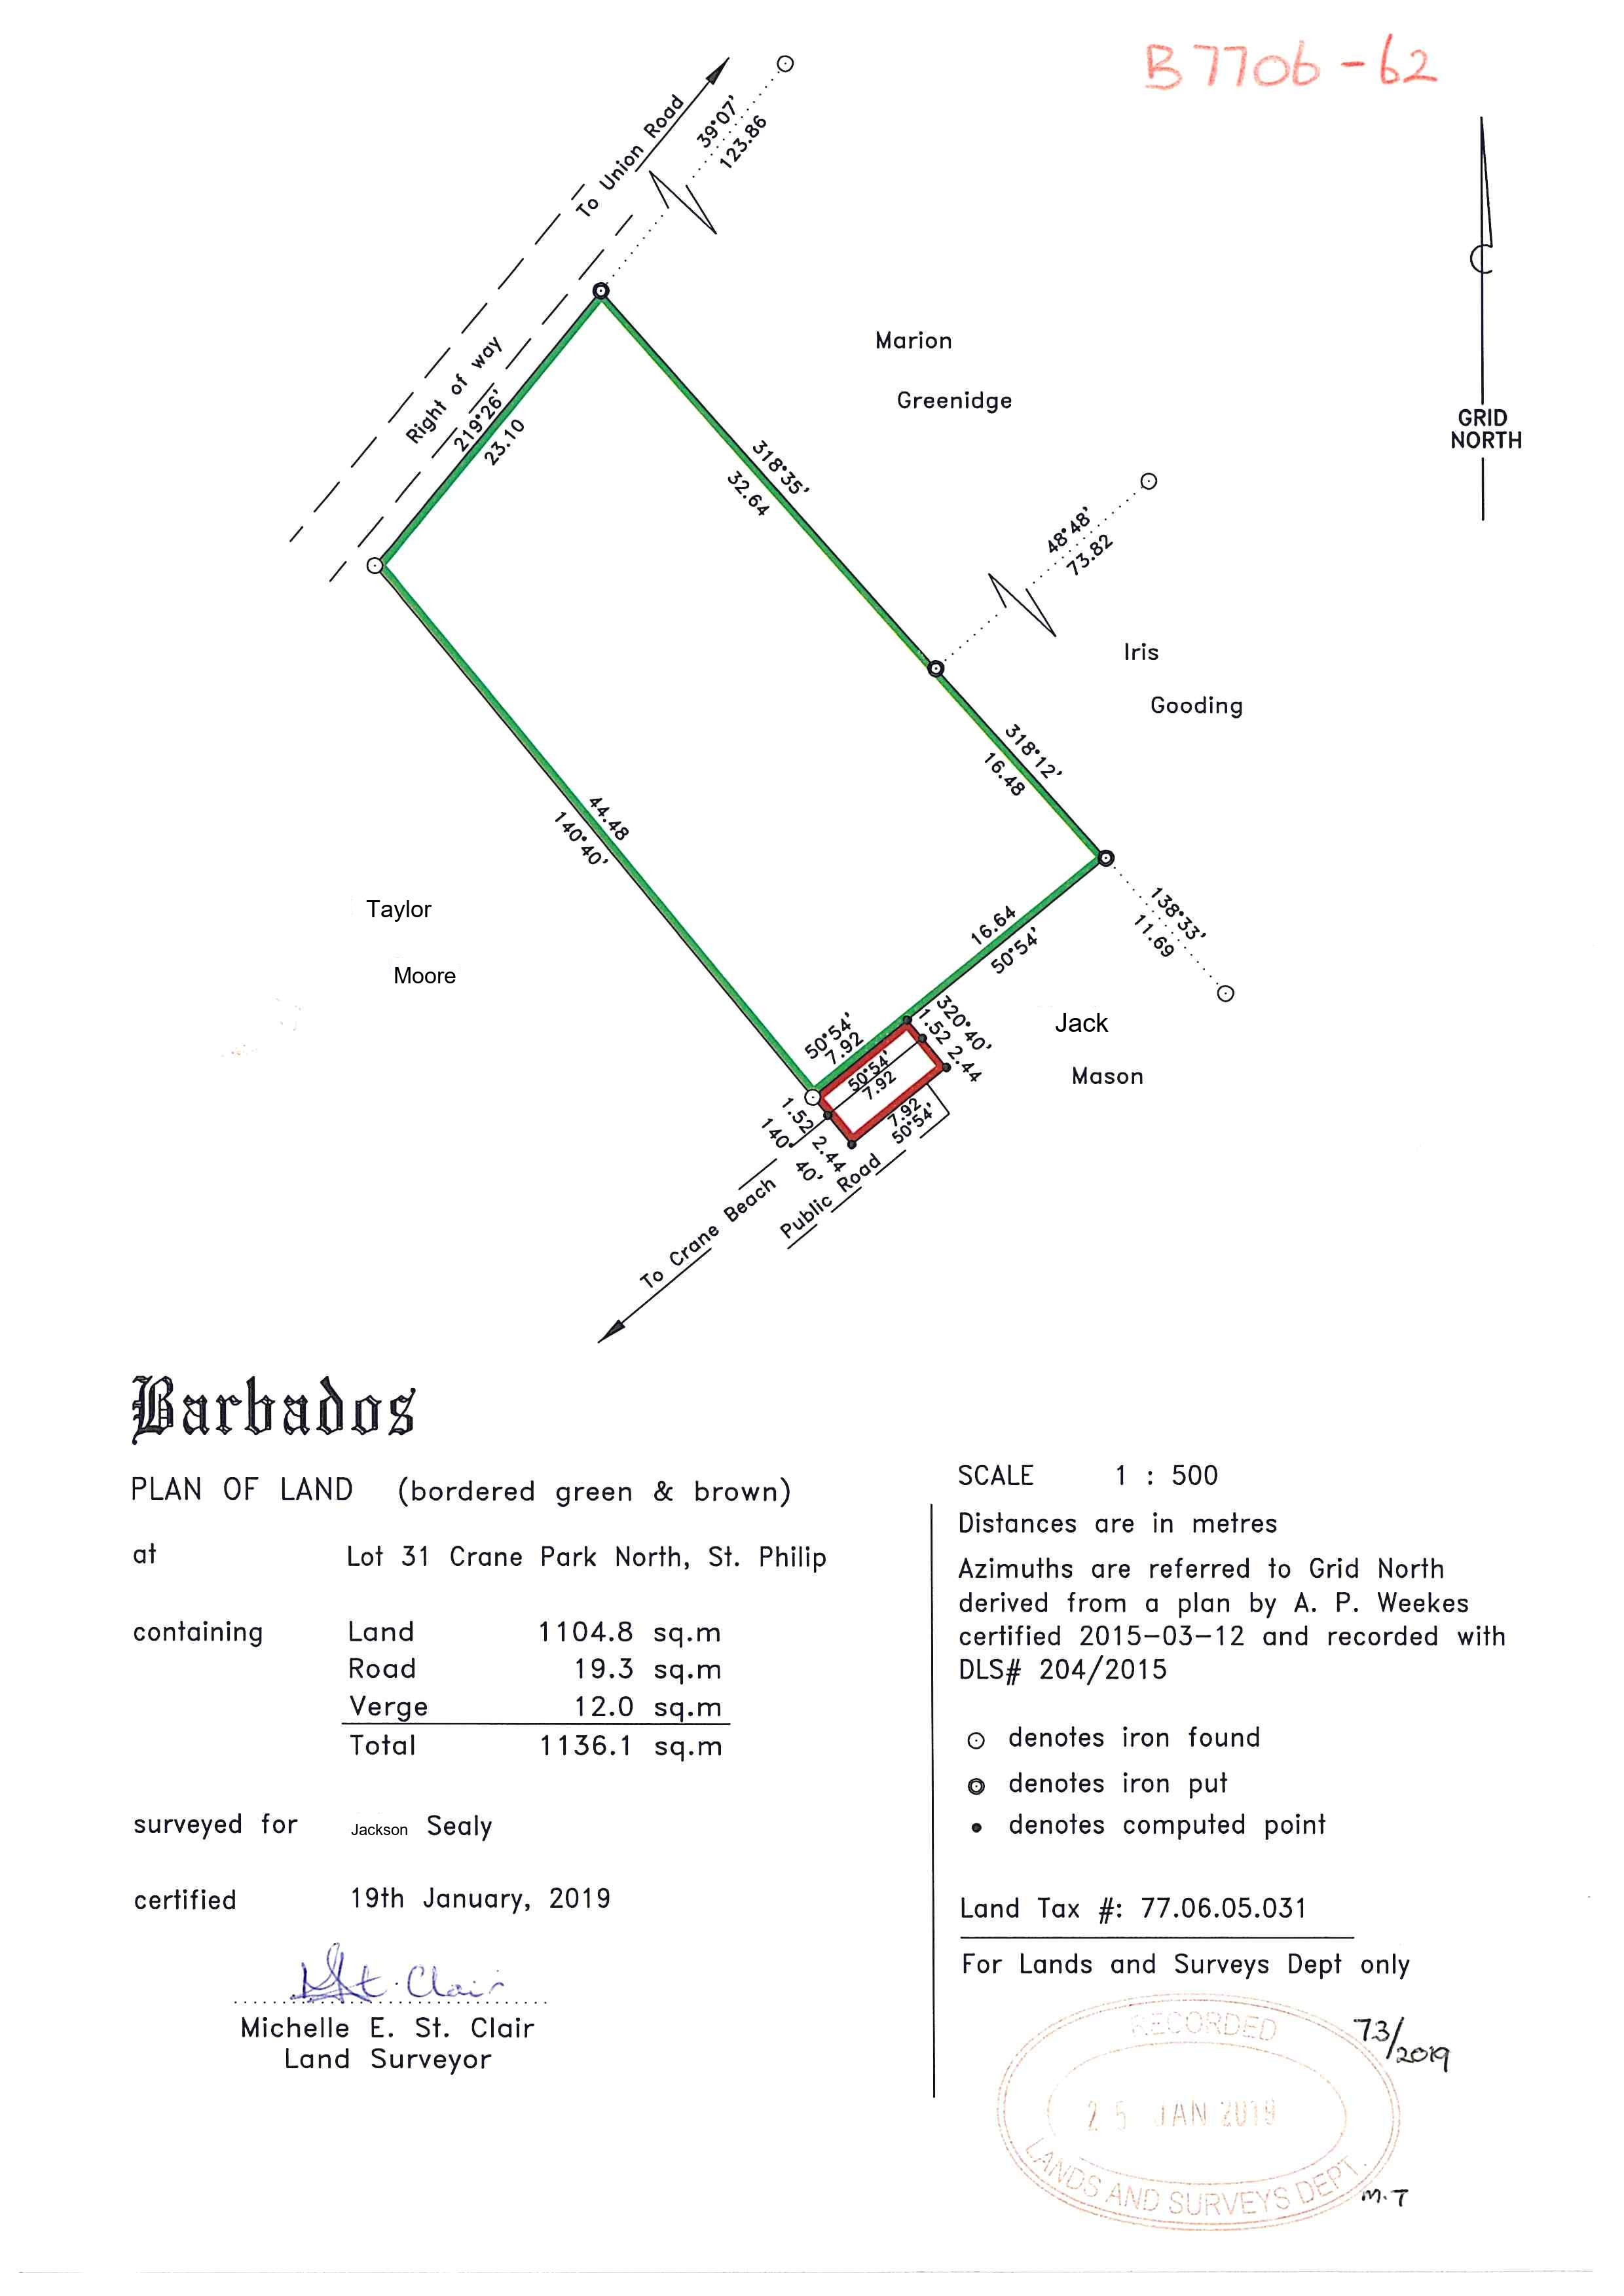 B7706-62
To Union Road
39°07'
123.86
Right of way
219°26'
23.10
Marion
Greenidge
GRID
NORTH
318°35'
32.64
48°48'
73.82
Iris
Gooding
318°12'
16.48
44.48
140°40'
Taylor
Moore
16.64
50°54'
138°33'
11.69
Jack
Mason
50°54'
7.92
320°40'
1.52 2.44
50°54'
7.92
7.92
50°54'
1.52 2.44
140° 40'
Public Road
To Crane Beach
Barbados
PLAN OF LAND (bordered green & brown)
at Lot 31 Crane Park North, St. Philip
containing Land 1104.8 sq.m
Road 19.3 sq.m
Verge 12.0 sq.m
Total 1136.1 sq.m
surveyed for Jackson Sealy
certified 19th January, 2019
St. Clair
Michelle E. St. Clair
Land Surveyor
SCALE 1 : 500
Distances are in metres
Azimuths are referred to Grid North
derived from a plan by A. P. Weekes
certified 2015-03-12 and recorded with
DLS# 204/2015
denotes iron found
denotes iron put
denotes computed point
Land Tax #: 77.06.05.031
For Lands and Surveys Dept only
RECORDED
73/2019
25 JAN 2019
LANDS AND SURVEYS DEPT.
M.T